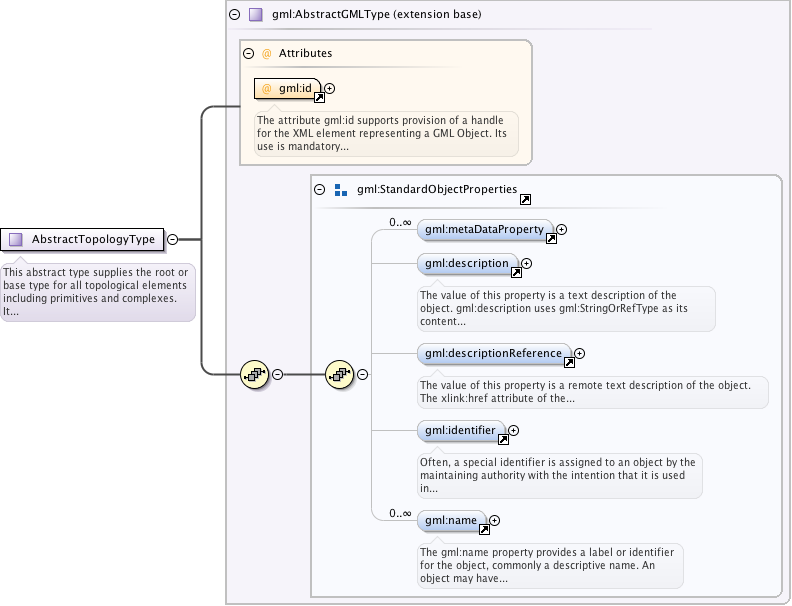 gml:AbstractGMLType (extension base)
@ Attributes
@ gml:id
The attribute gml:id supports provision of a handle
for the XML element representing a GML Object. Its
use is mandatory...
gml:StandardObjectProperties
0..∞
gml:metaDataProperty
gml:description
The value of this property is a text description of the
object. gml:description uses gml:StringOrRefType as its
content...
gml:descriptionReference
The value of this property is a remote text description of the object.
The xlink:href attribute of the...
gml:identifier
Often, a special identifier is assigned to an object by the
maintaining authority with the intention that it is used
in...
0..∞
gml:name
The gml:name property provides a label or identifier
for the object, commonly a descriptive name. An
object may have...
AbstractTopologyType
This abstract type supplies the root or
base type for all topological elements
including primitives and complexes.
It...